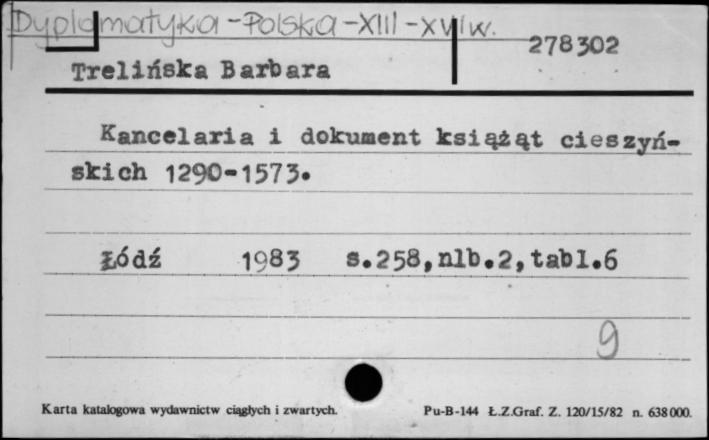 Dyplomatyka - Polska - XIII - XVI w.
278302
Trelińska Barbara
Kancelaria i dokument książąt cieszyń-
skich 1290-1573.
Łódź 1983 s.258,nlb.2,tabl.6
9
Karta katalogowa wydawnictw ciągłych i zwartych. Pu-B-144 Ł.Z.Graf. Z. 120/15/82 n. 638000.